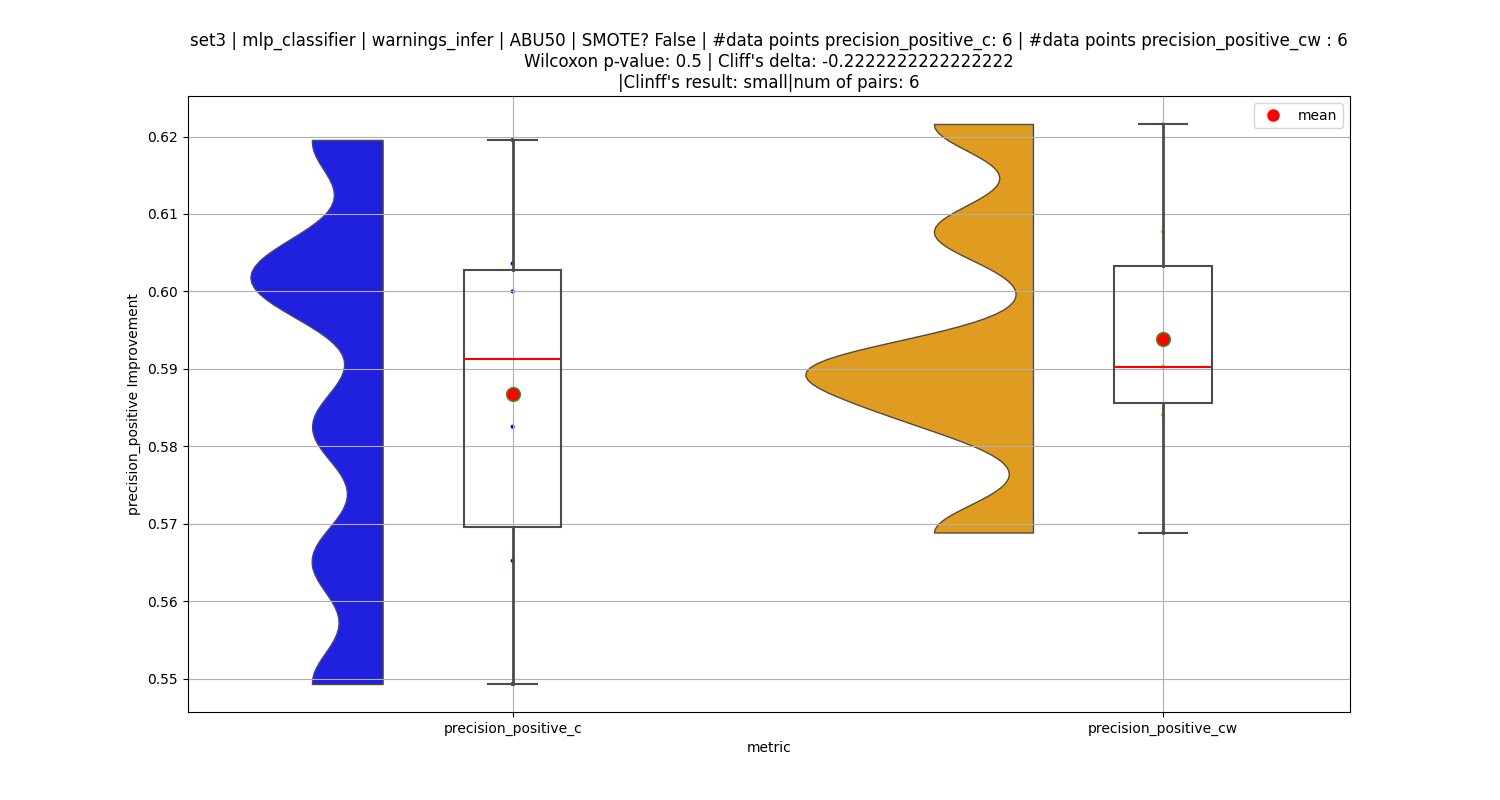 set3 | mlp_classifier | warnings_infer | ABU50 | SMOTE? False | #data points precision_positive_c: 6 | #data points precision_positive_cw : 6
Wilcoxon p-value: 0.5 | Cliff's delta: -0.2222222222222222
|Clinff's result: small|num of pairs: 6
mean
0.62
0.61
0.60
0.59
0.58
0.57
0.56
0.55
precision_positive Improvement
precision_positive_c
precision_positive_cw
metric